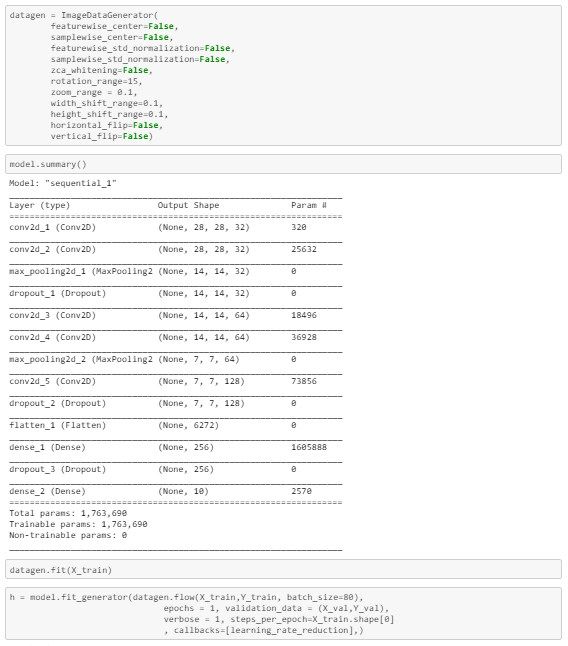 datagen = ImageDataGenerator(
featurewise_center=False,
samplewise_center=False,
featurewise_std_normalization=False,
samplewise_std_normalization=False,
zca_whitening=False,
rotation_range=15,
zoom_range = 0.1,
width_shift_range=0.1,
height_shift_range=0.1,
horizontal_flip=False,
vertical_flip=False)
model.summary()
Model: "sequential_1"
Layer (type) Output Shape Param #
conv2d_1 (Conv2D) (None, 28, 28, 32) 320
conv2d_2 (Conv2D) (None, 28, 28, 32) 25632
max_pooling2d_1 (MaxPooling2 (None, 14, 14, 32) 0
dropout_1 (Dropout) (None, 14, 14, 32) 0
conv2d_3 (Conv2D) (None, 14, 14, 64) 18496
conv2d_4 (Conv2D) (None, 14, 14, 64) 36928
max_pooling2d_2 (MaxPooling2 (None, 7, 7, 64) 0
conv2d_5 (Conv2D) (None, 7, 7, 128) 73856
dropout_2 (Dropout) (None, 7, 7, 128) 0
flatten_1 (Flatten) (None, 6272) 0
dense_1 (Dense) (None, 256) 1605888
dropout_3 (Dropout) (None, 256) 0
dense_2 (Dense) (None, 10) 2570
Total params: 1,763,690
Trainable params: 1,763,690
Non-trainable params: 0
datagen.fit(X_train)
h = model.fit_generator(datagen.flow(X_train,Y_train, batch_size=80),
epochs = 1, validation_data = (X_val,Y_val),
verbose = 1, steps_per_epoch=X_train.shape[0]
, callbacks=[learning_rate_reduction],)